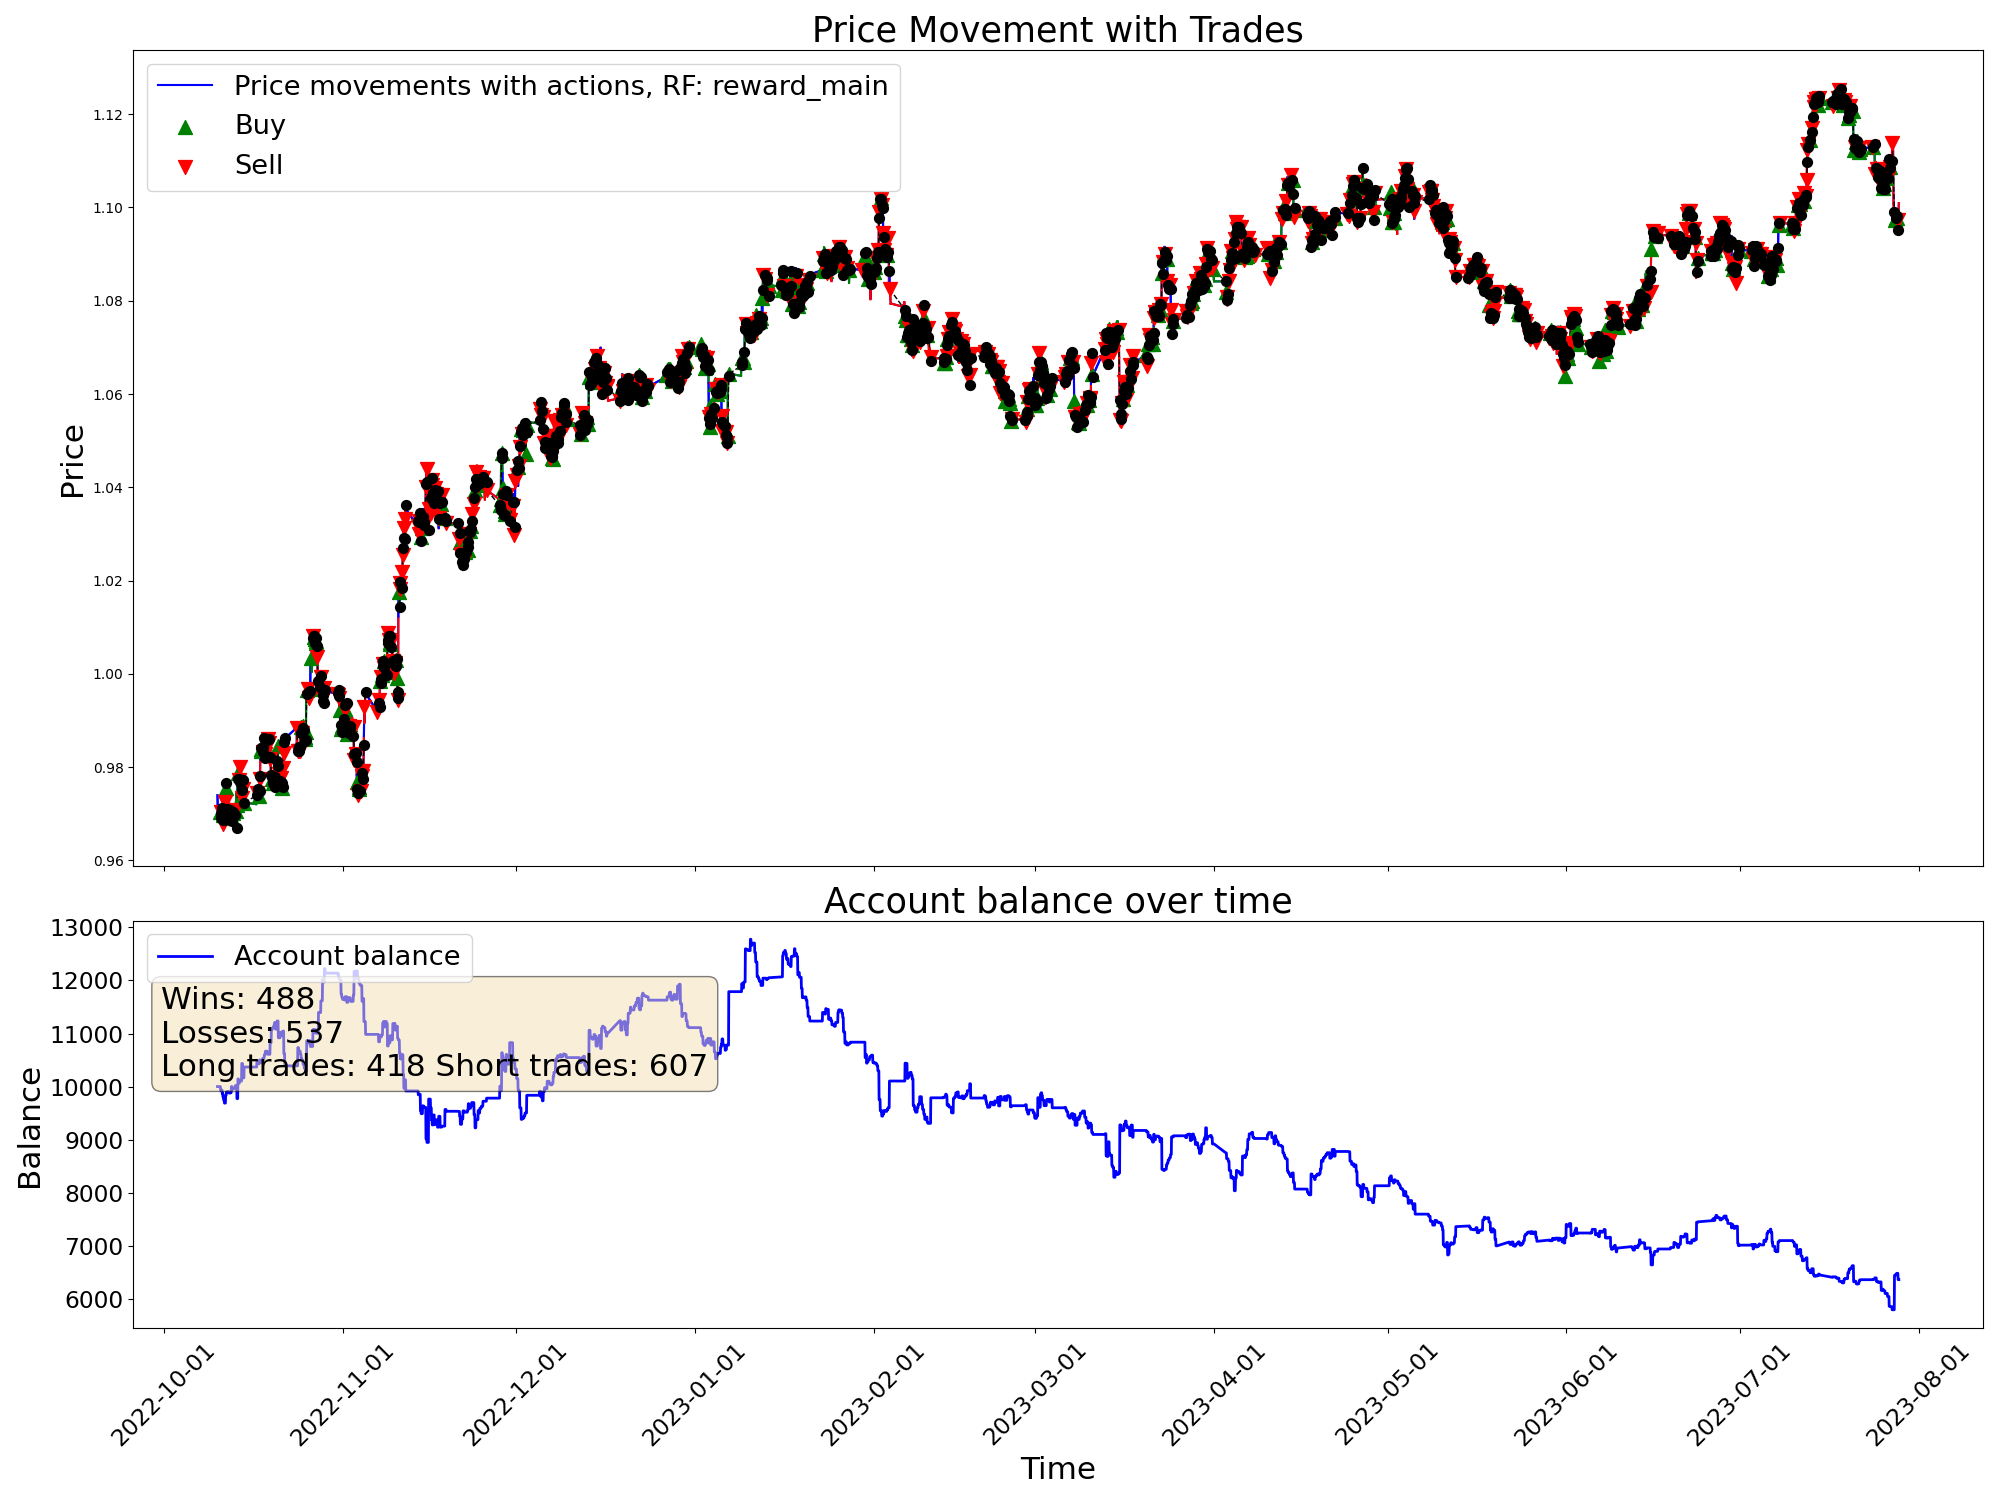 Price Movement with Trades
Price movements with actions, RF: reward_main
Buy
Sell
Price
1.12
1.10
1.08
1.06
1.04
1.02
1.00
0.98
0.96
Account balance over time
Account balance
Wins: 488
Losses: 537
Long trades: 418 Short trades: 607
Balance
13000
12000
11000
10000
9000
8000
7000
6000
2022-10-01
2022-11-01
2022-12-01
2023-01-01
2023-02-01
2023-03-01
2023-04-01
2023-05-01
2023-06-01
2023-07-01
2023-08-01
Time